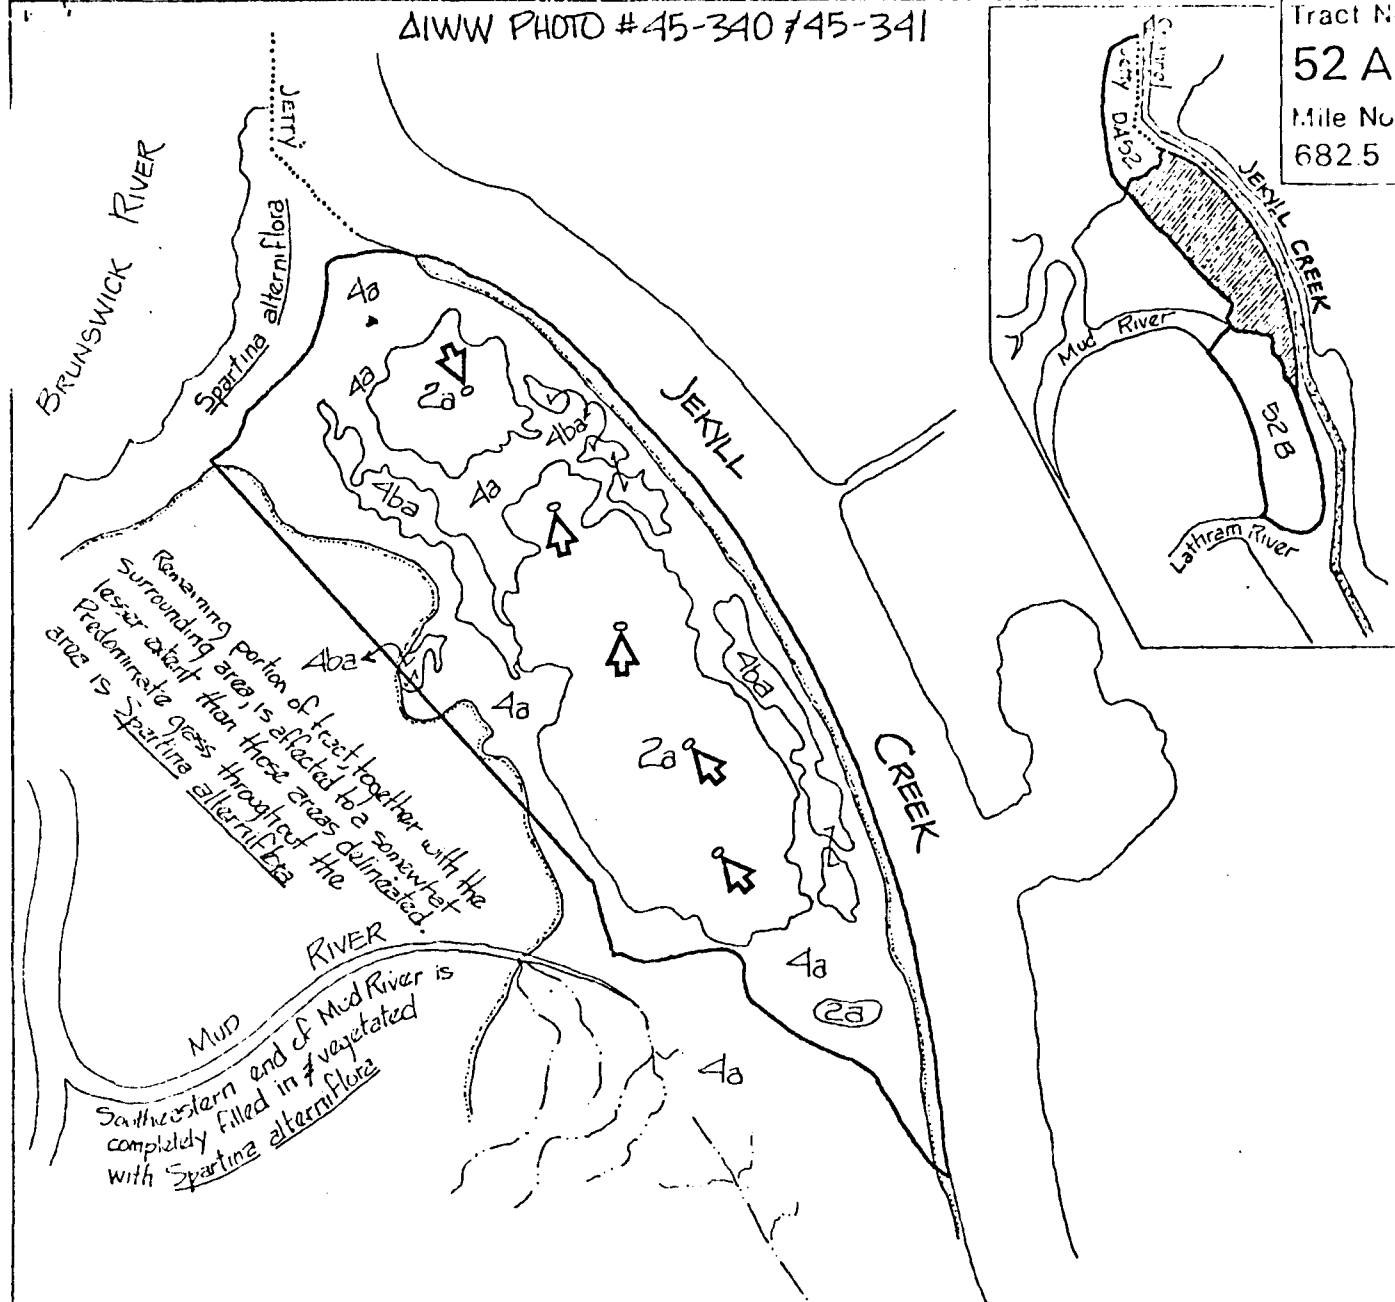 AIWW PHOTO #45-340 & 45-341
Tract N
52 A
Mile No
682.5
JETTY
BRUNSWICK RIVER
Spartina alterniflora
4a
4a
2a
4ba
4ba
4a
JEKYLL
CREEK
4ba
4a
4ba
2a
4a
2a
4a
Remaining portion of tract, together with the
surrounding area, is affected to a somewhat
lesser extent than those areas delineated.
Predominate grass throughout the
area is Spartina alterniflora
MUD RIVER
Southeastern end of Mud River is
completely filled in & vegetated
with Spartina alterniflora
Jetty
DA52
JEKYLL CREEK
Mud River
52B
Lathram River